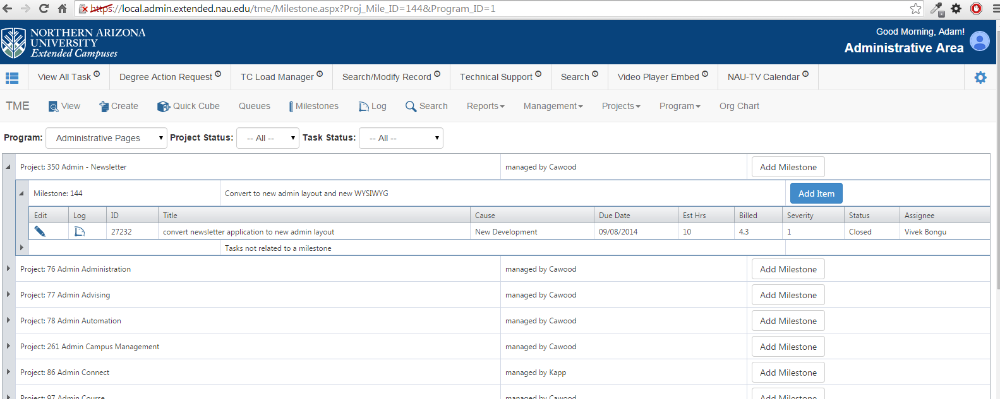 https://local.admin.extended.nau.edu/tme/Milestone.aspx?Proj_Mile_ID=144&Program_ID=1
NORTHERN ARIZONA
UNIVERSITY
Extended Campuses
Good Morning, Adam!
Administrative Area
View All Task Degree Action Request TC Load Manager Search/Modify Record Technical Support Search Video Player Embed NAU-TV Calendar
TME View Create Quick Cube Queues Milestones Log Search Reports Management Projects Program Org Chart
Program: Administrative Pages Project Status: -- All -- Task Status: -- All --
Project: 350 Admin - Newsletter managed by Cawood Add Milestone
Milestone: 144 Convert to new admin layout and new WYSIWYG Add Item
Edit Log ID Title Cause Due Date Est Hrs Billed Severity Status Assignee
27232 convert newsletter application to new admin layout New Development 09/08/2014 10 4.3 1 Closed Vivek Bongu
Tasks not related to a milestone
Project: 76 Admin Administration managed by Cawood Add Milestone
Project: 77 Admin Advising managed by Cawood Add Milestone
Project: 78 Admin Automation managed by Cawood Add Milestone
Project: 261 Admin Campus Management managed by Cawood Add Milestone
Project: 86 Admin Connect managed by Kapp Add Milestone
Project: 97 Admin Course managed by Cawood Add Milestone